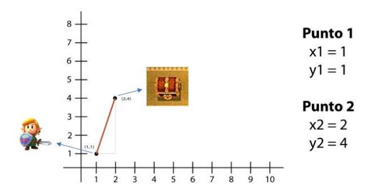 8
7
6
5
4
3
2
1
(2,4)
(1,1)
1 2 3 4 5 6 7 8 9 10
Punto 1
x1 = 1
y1 = 1
Punto 2
x2 = 2
y2 = 4